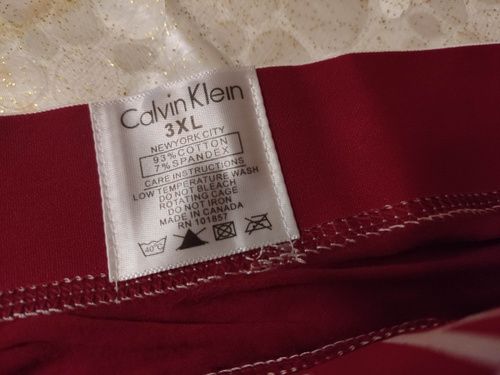 Calvin Klein
3XL
NEWYORK CITY
93%COTTON
7%SPANDEX
CARE INSTRUCTIONS
LOW TEMPERATURE WASH
DO NOT BLEACH
ROTATING CAGE
DO NOT IRON
MADE IN CANADA
RN 101857
40°C